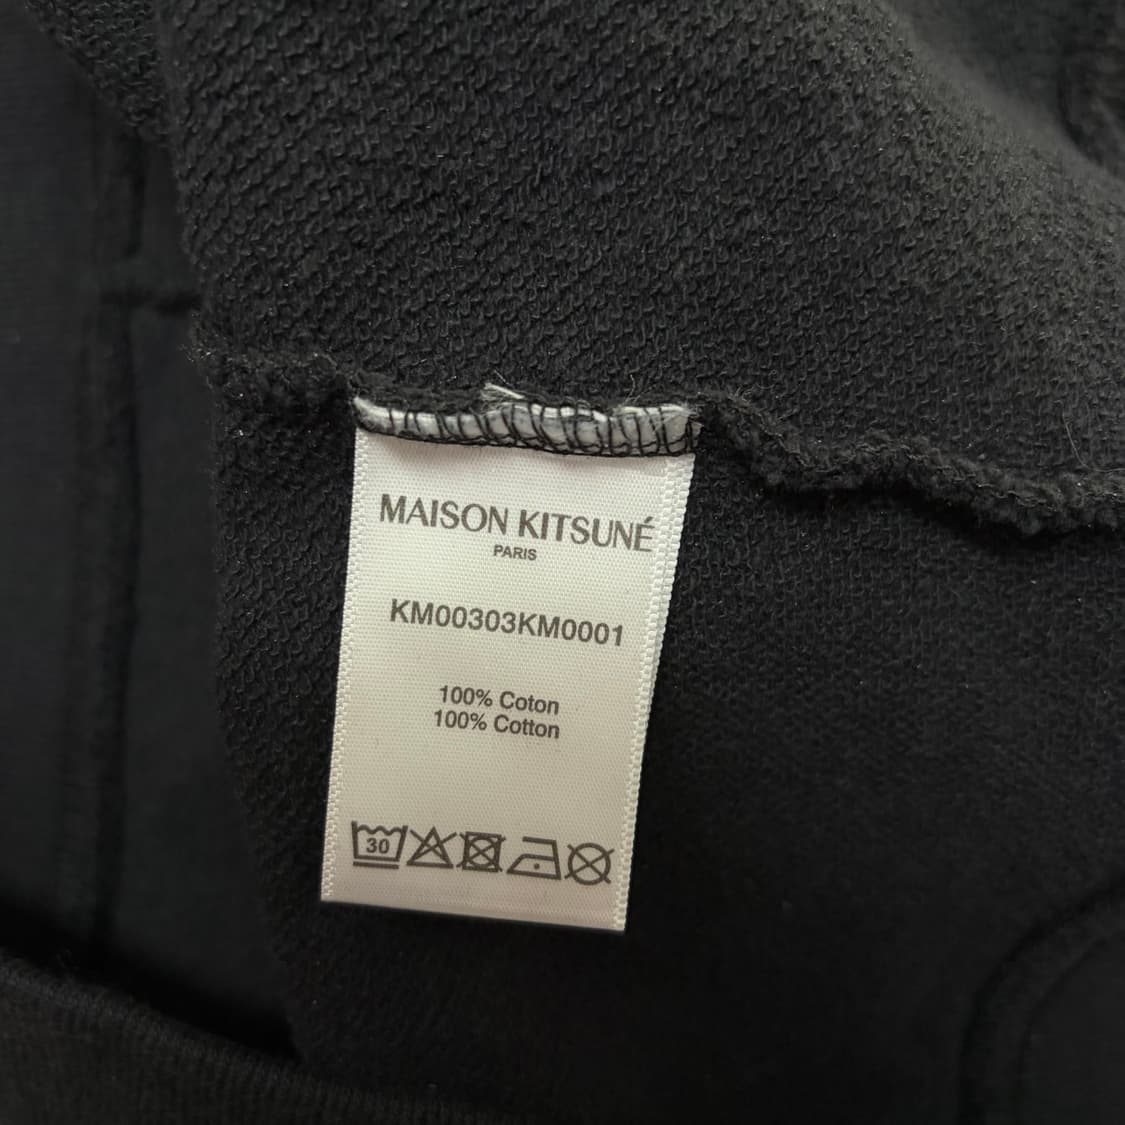 MAISON KITSUNÉ
PARIS
KM00303KM0001
100% Coton
100% Cotton
30